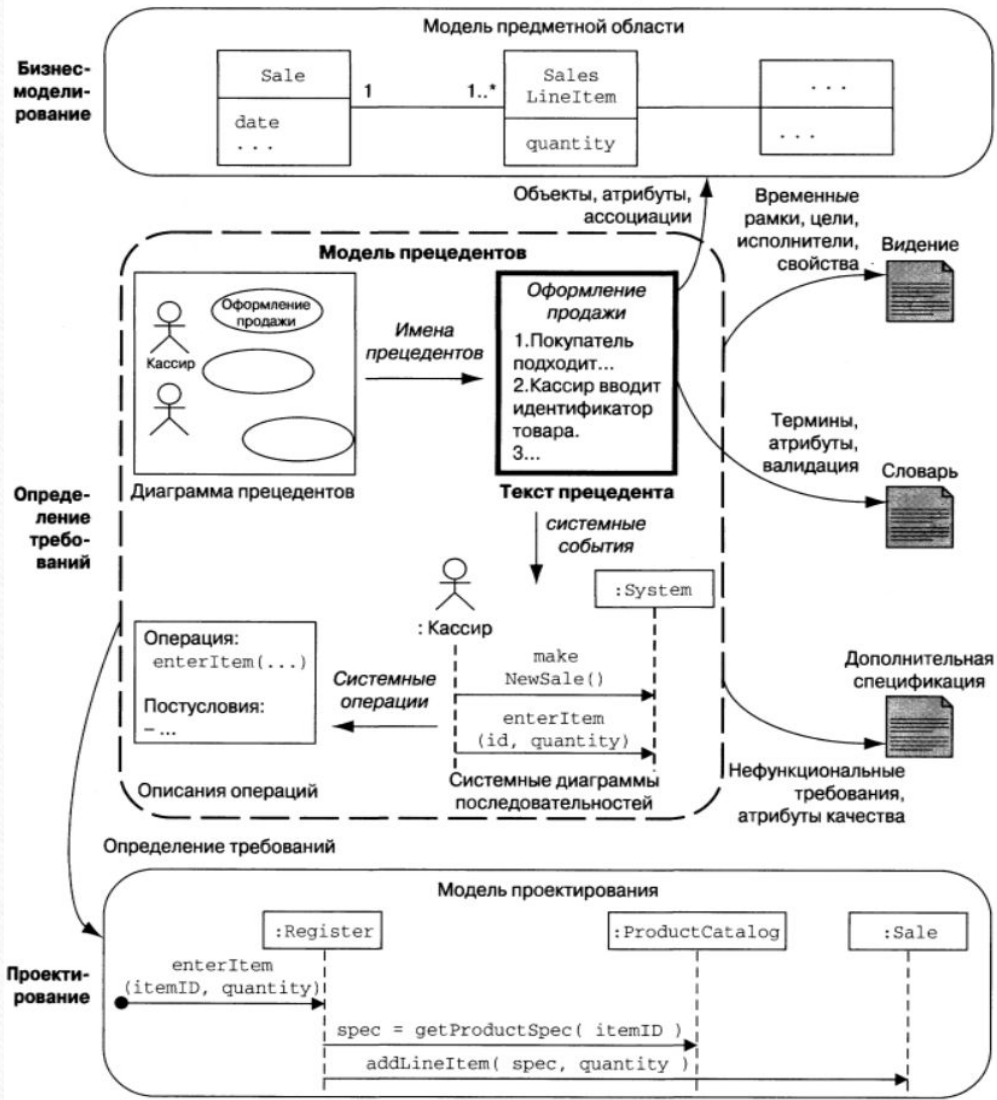 Модель предметной области
Бизнес-
модели-
рование
Sale
1
1..*
Sales
LineItem
. . .
date
. . .
quantity
. . .
Объекты, атрибуты,
ассоциации
Временные
рамки, цели,
исполнители,
свойства
Видение
Модель прецедентов
Оформление
продажи
Кассир
Имена
прецедентов
Оформление
продажи
1.Покупатель
подходит...
2.Кассир вводит
идентификатор
товара.
3...
Термины,
атрибуты,
валидация
Словарь
Диаграмма прецедентов
Текст прецедента
Опреде-
ление
требо-
ваний
системные
события
:System
: Кассир
Операция:
enterItem(...)
Постусловия:
– ...
Системные
операции
make
NewSale()
enterItem
(id, quantity)
Дополнительная
спецификация
Описания операций
Системные диаграммы
последовательностей
Нефункциональные
требования,
атрибуты качества
Определение требований
Модель проектирования
:Register
:ProductCatalog
:Sale
Проекти-
рование
enterItem
(itemID, quantity)
spec = getProductSpec( itemID )
addLineItem( spec, quantity )